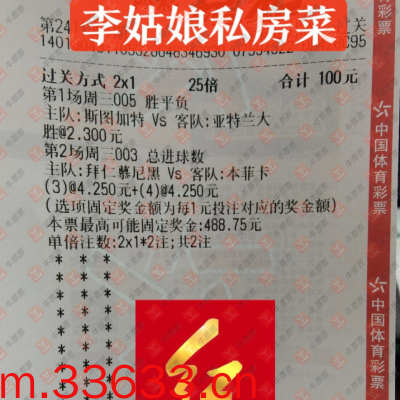 李姑娘私房菜
第24
过关方式 2x1 25倍 合计 100元
第1场周三005 胜平负
主队:斯图加特 Vs 客队:亚特兰大
胜@2.300元
第2场周三003 总进球数
主队:拜仁慕尼黑 Vs 客队:本菲卡
(3)@4.250元+(4)@4.250元
(选项固定奖金额为每1元投注对应的奖金额)
本票最高可能固定奖金:488.75元
单倍注数:2x1*2注;共2注
* * *
* * *
* * *
* * *
* * *
* * *
* * *
* * *
* * *
中国体育彩票
中国体育彩票
m.33633.cn